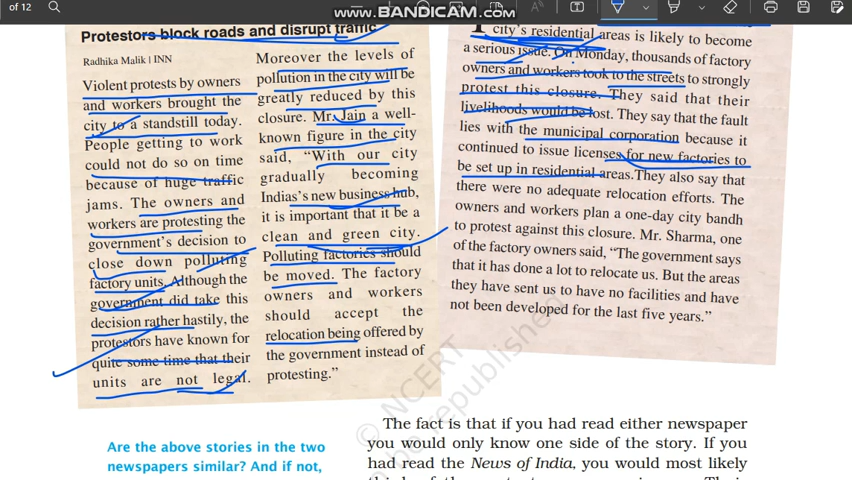 of 12
www.BANDICAM.com
Protestors block roads and disrupt traffic
Radhika Malik | INN
Violent protests by owners
and workers brought the
city to a standstill today.
People getting to work
could not do so on time
because of huge traffic
jams. The owners and
workers are protesting the
government's decision to
close down polluting
factory units. Although the
government did take this
decision rather hastily, the
protestors have known for
quite some time that their
units are not legal.
Moreover the levels of
pollution in the city will be
greatly reduced by this
closure. Mr. Jain a well-
known figure in the city
said, "With our city
gradually becoming
Indias's new business hub,
it is important that it be a
clean and green city.
Polluting factories should
be moved. The factory
owners and workers
should accept the
relocation being offered by
the government instead of
protesting."
city's residential areas is likely to become
a serious issue. On Monday, thousands of factory
owners and workers took to the streets to strongly
protest this closure. They said that their
livelihoods would be lost. They say that the fault
lies with the municipal corporation because it
continued to issue licenses for new factories to
be set up in residential areas.They also say that
there were no adequate relocation efforts. The
owners and workers plan a one-day city bandh
to protest against this closure. Mr. Sharma, one
of the factory owners said, "The government says
that it has done a lot to relocate us. But the areas
they have sent us to have no facilities and have
not been developed for the last five years."
© NCERT
be republished
Are the above stories in the two
newspapers similar? And if not,
The fact is that if you had read either newspaper
you would only know one side of the story. If you
had read the News of India, you would most likely